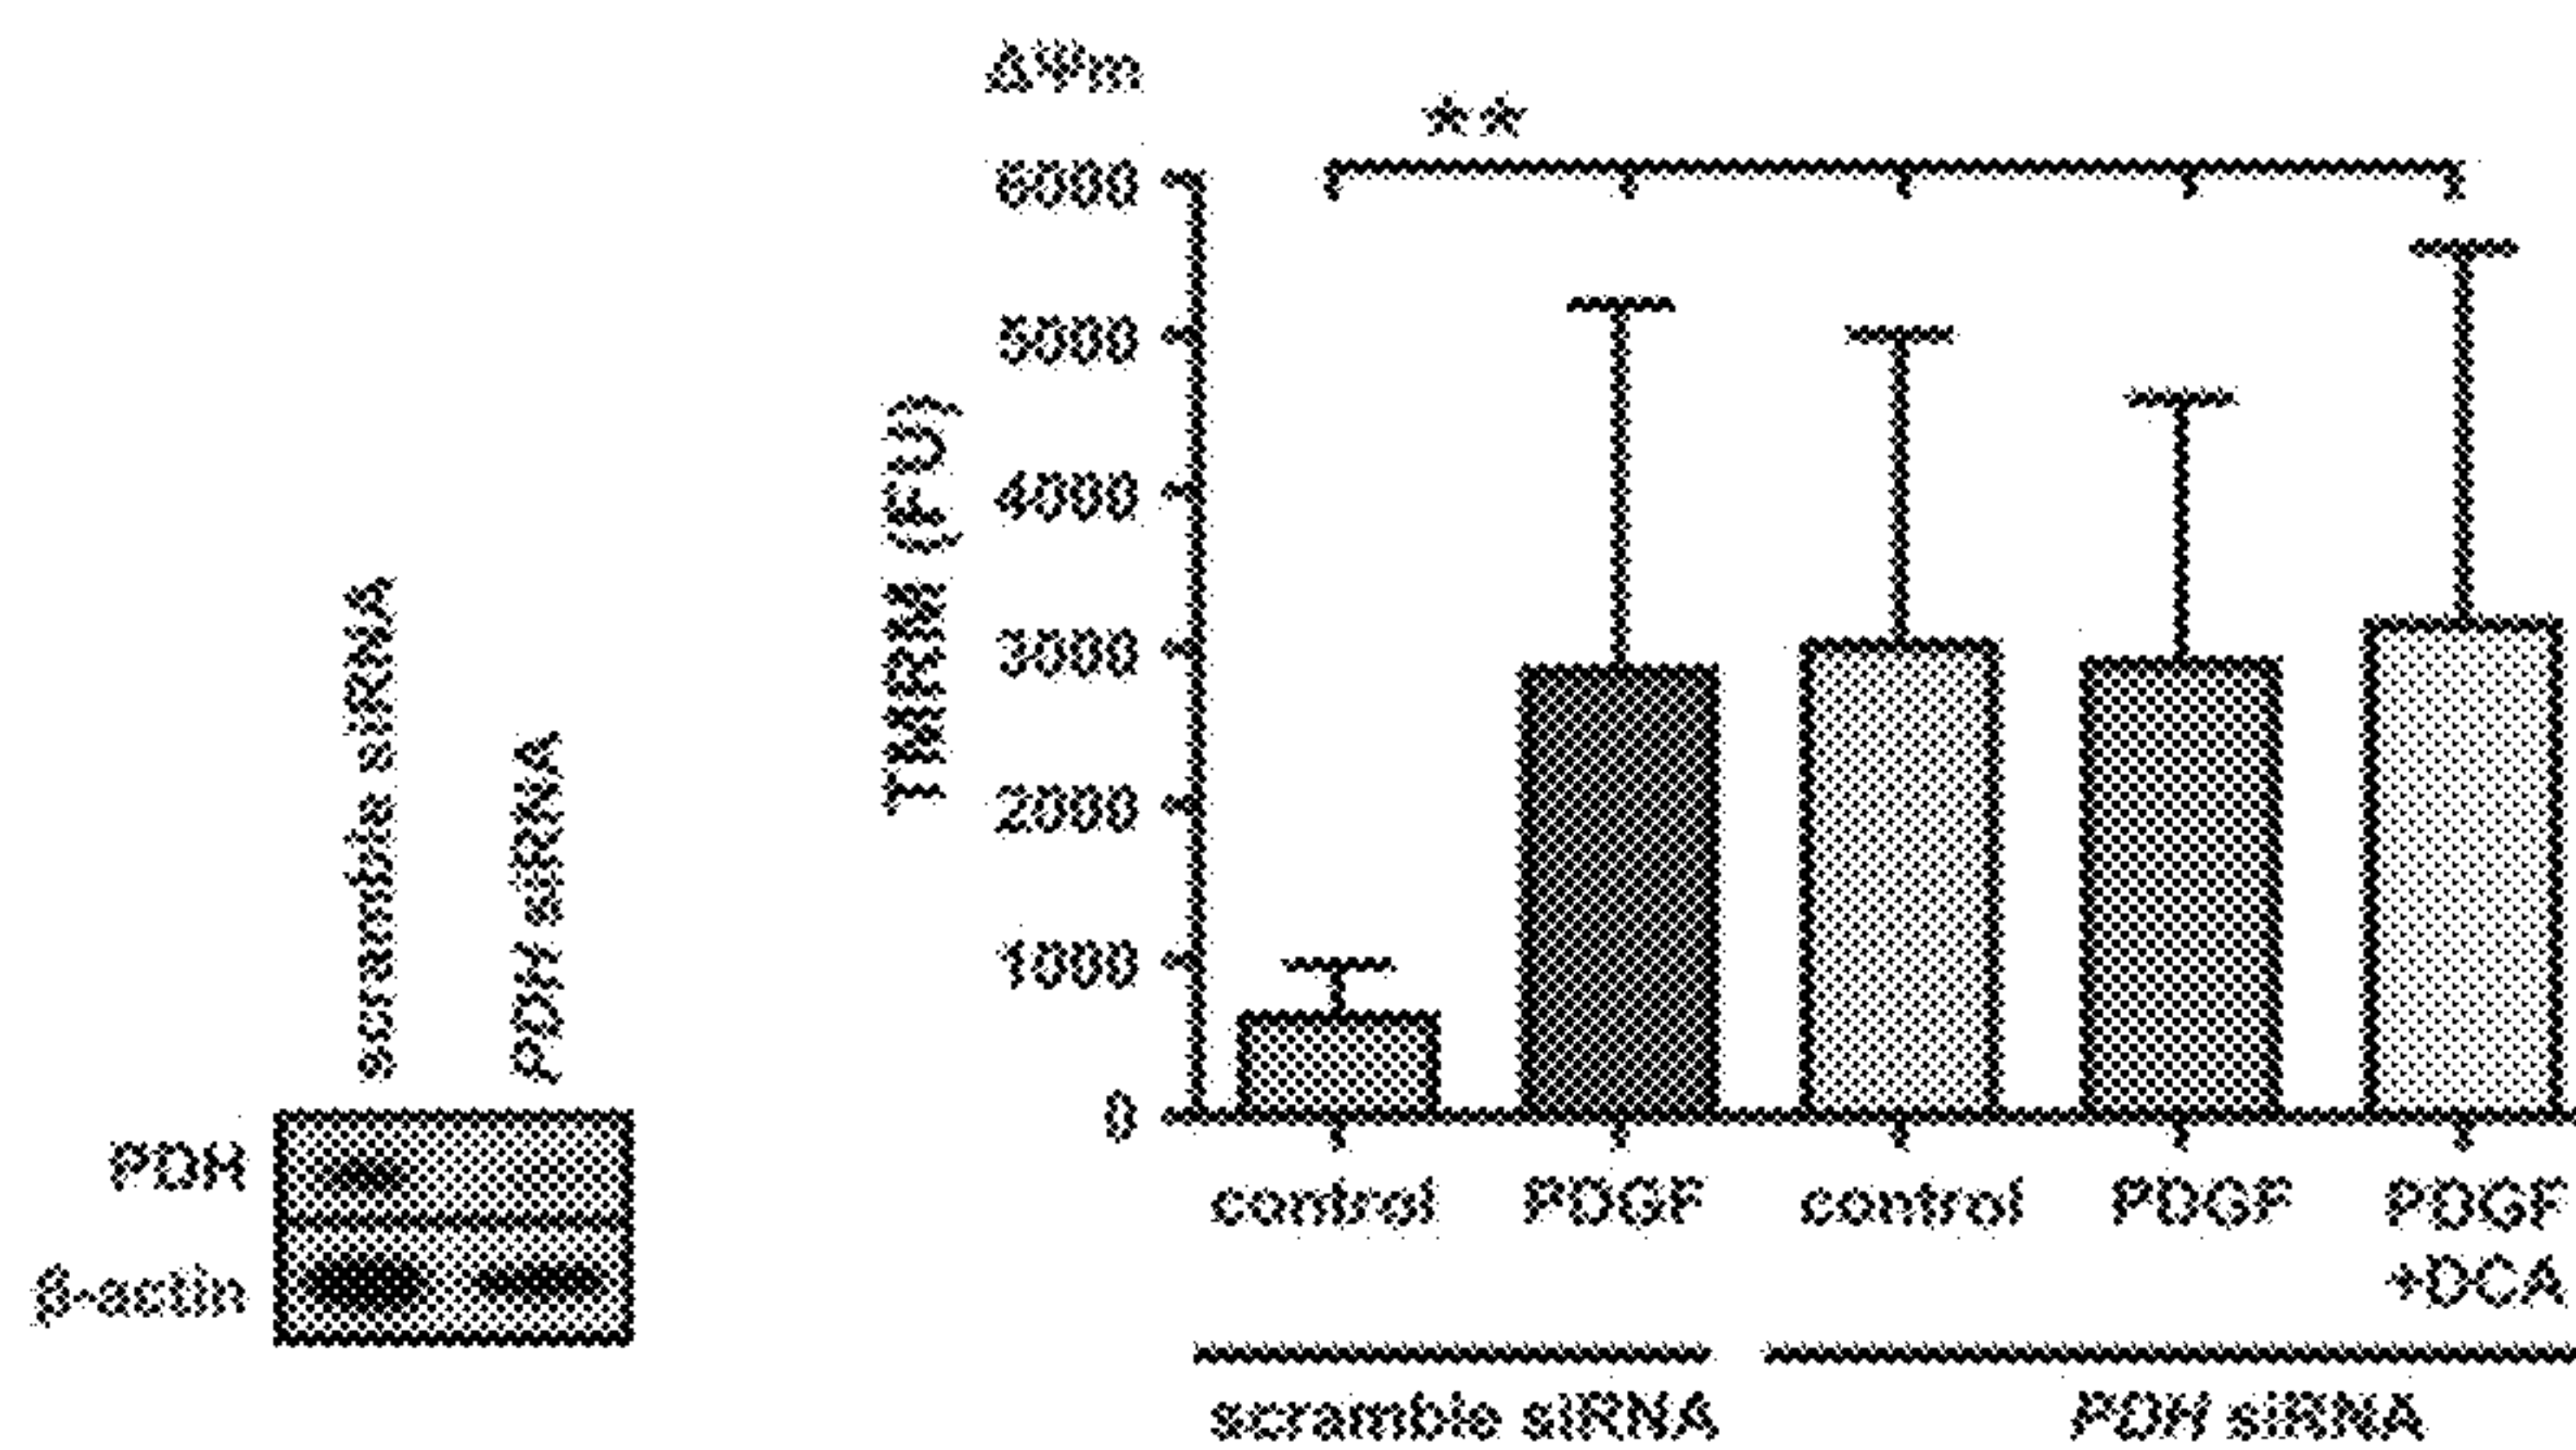 scramble siRNA
PDH siRNA
PDH
β-actin
ΔΨm
**
TMRM (FU)
6000
5000
4000
3000
2000
1000
0
control PDGF control PDGF PDGF
+DCA
scramble siRNA PDH siRNA